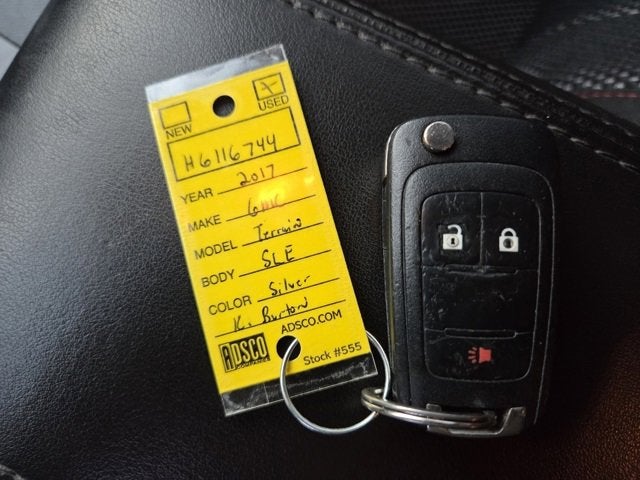 NEW X USED
H6116744
YEAR 2017
MAKE GMC
MODEL Terrain
BODY SLE
COLOR Silver
K. Burton
ADSCO.COM
ADSCO
Stock #555